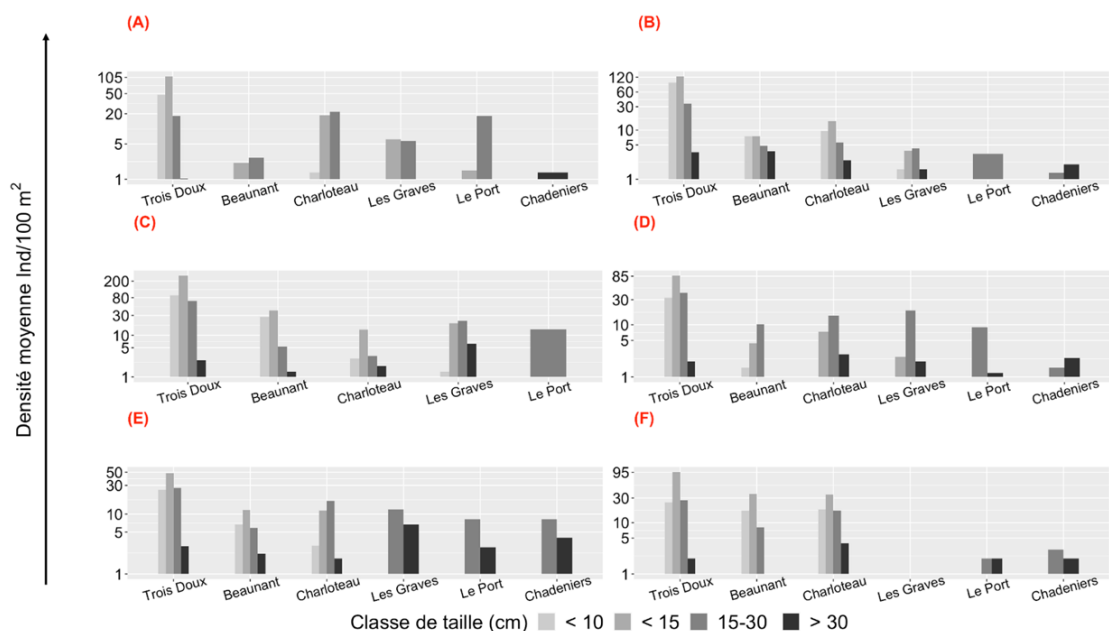 (A)
(B)
Densité moyenne Ind/100 m²
105
50
20
5
1
Trois Doux
Beaunant
Charloteau
Les Graves
Le Port
Chadeniers
120
60
30
10
5
1
Trois Doux
Beaunant
Charloteau
Les Graves
Le Port
Chadeniers
(C)
(D)
200
80
30
10
5
1
Trois Doux
Beaunant
Charloteau
Les Graves
Le Port
85
30
10
5
1
Trois Doux
Beaunant
Charloteau
Les Graves
Le Port
Chadeniers
(E)
(F)
50
20
10
5
1
Trois Doux
Beaunant
Charloteau
Les Graves
Le Port
Chadeniers
95
30
10
5
1
Trois Doux
Beaunant
Charloteau
Les Graves
Le Port
Chadeniers
Classe de taille (cm) < 10 < 15 15-30 > 30